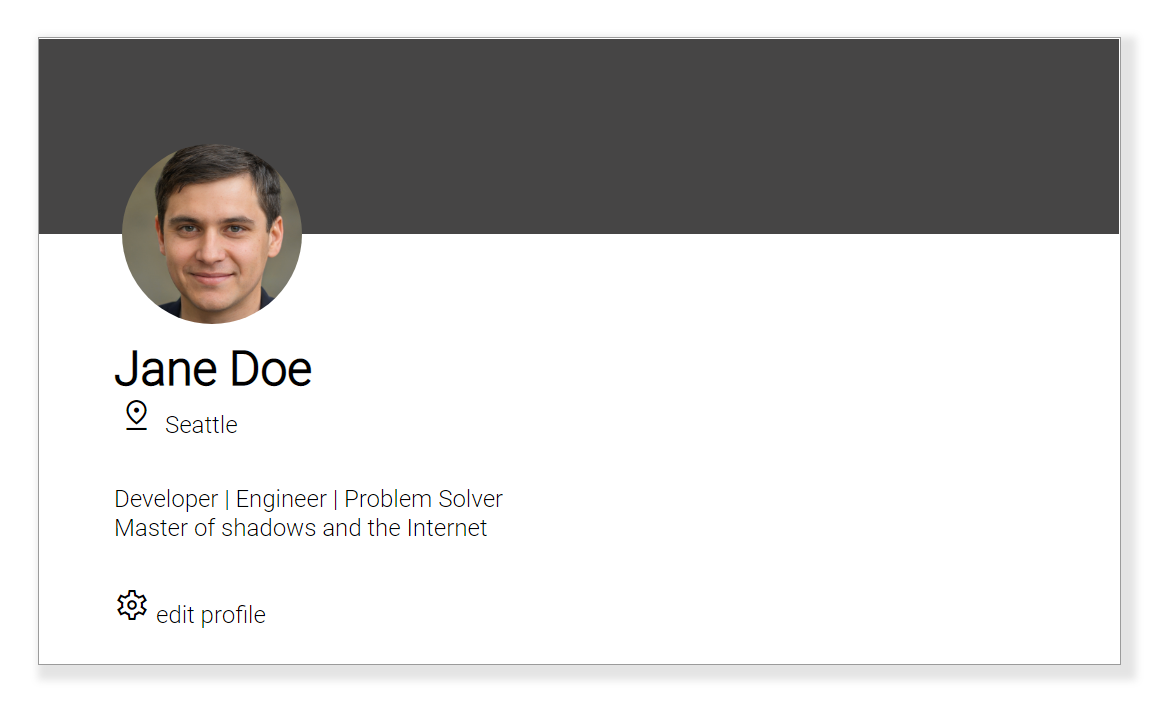 Jane Doe
Seattle
Developer | Engineer | Problem Solver
Master of shadows and the Internet
edit profile